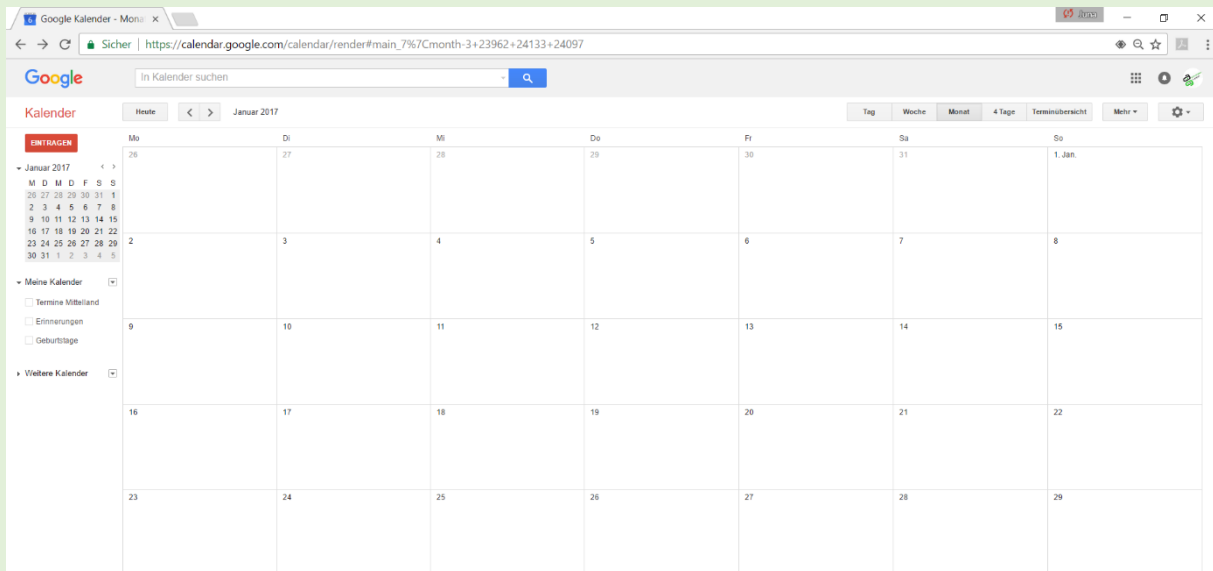 Google Kalender - Mona
Sicher | https://calendar.google.com/calendar/render#main_7%7Cmonth-3+23962+24133+24097
Google In Kalender suchen
Kalender Heute Januar 2017 Tag Woche Monat 4 Tage Terminübersicht Mehr
EINTRAGEN
Januar 2017
M D M D F S S
26 27 28 29 30 31 1
2 3 4 5 6 7 8
9 10 11 12 13 14 15
16 17 18 19 20 21 22
23 24 25 26 27 28 29
30 31 1 2 3 4 5
Meine Kalender
Termine Mittelland
Erinnerungen
Geburtstage
Weitere Kalender
Mo Di Mi Do Fr Sa So
26 27 28 29 30 31 1. Jan.
2 3 4 5 6 7 8
9 10 11 12 13 14 15
16 17 18 19 20 21 22
23 24 25 26 27 28 29